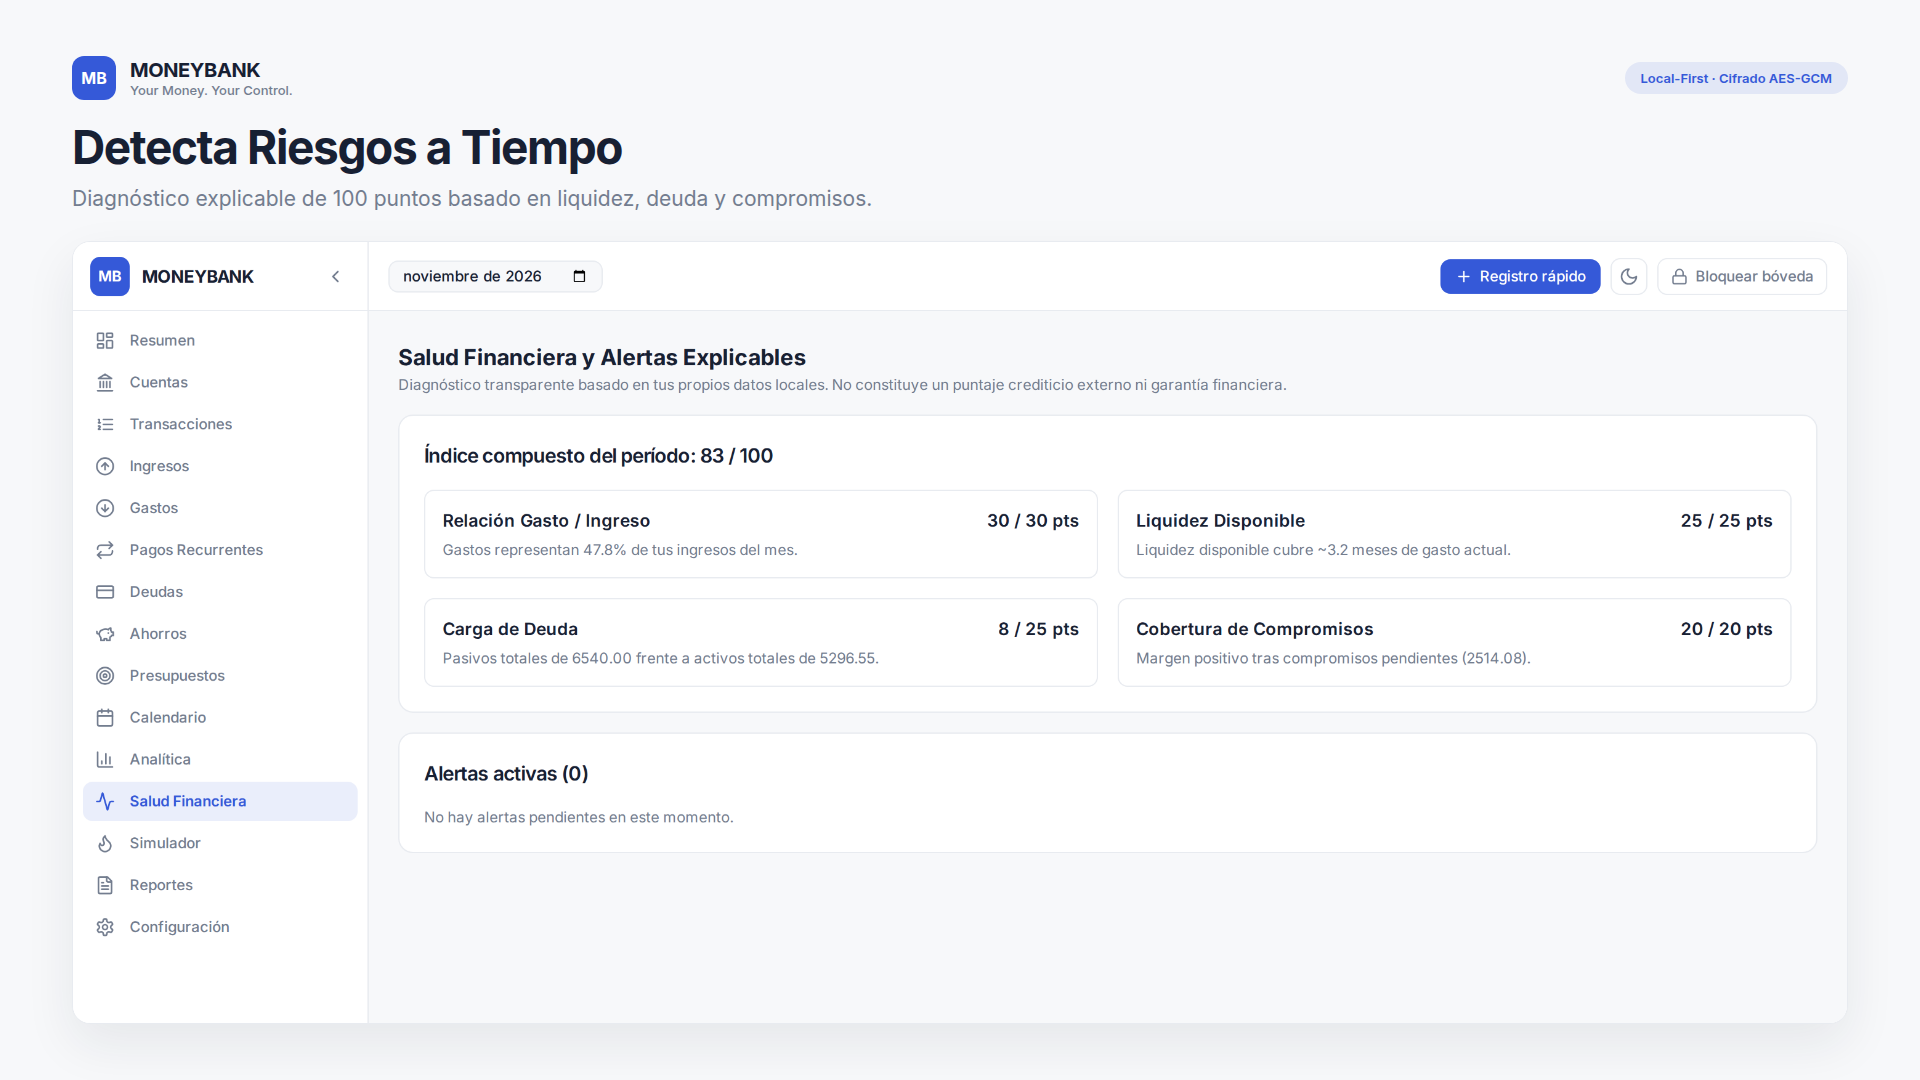 MB
MONEYBANK
Your Money. Your Control.
Local-First · Cifrado AES-GCM
Detecta Riesgos a Tiempo
Diagnóstico explicable de 100 puntos basado en liquidez, deuda y compromisos.
MB
MONEYBANK
noviembre de 2026
Registro rápido
Bloquear bóveda
Resumen
Cuentas
Transacciones
Ingresos
Gastos
Pagos Recurrentes
Deudas
Ahorros
Presupuestos
Calendario
Analítica
Salud Financiera
Simulador
Reportes
Configuración
Salud Financiera y Alertas Explicables
Diagnóstico transparente basado en tus propios datos locales. No constituye un puntaje crediticio externo ni garantía financiera.
Índice compuesto del período: 83 / 100
Relación Gasto / Ingreso
30 / 30 pts
Gastos representan 47.8% de tus ingresos del mes.
Liquidez Disponible
25 / 25 pts
Liquidez disponible cubre ~3.2 meses de gasto actual.
Carga de Deuda
8 / 25 pts
Pasivos totales de 6540.00 frente a activos totales de 5296.55.
Cobertura de Compromisos
20 / 20 pts
Margen positivo tras compromisos pendientes (2514.08).
Alertas activas (0)
No hay alertas pendientes en este momento.